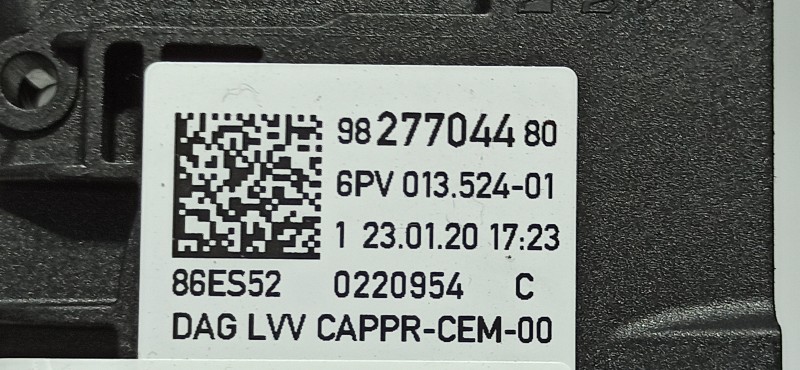 98 277044 80
6PV 013.524-01
1 23.01.20 17:23
86ES52 0220954 C
DAG LVV CAPPR-CEM-00